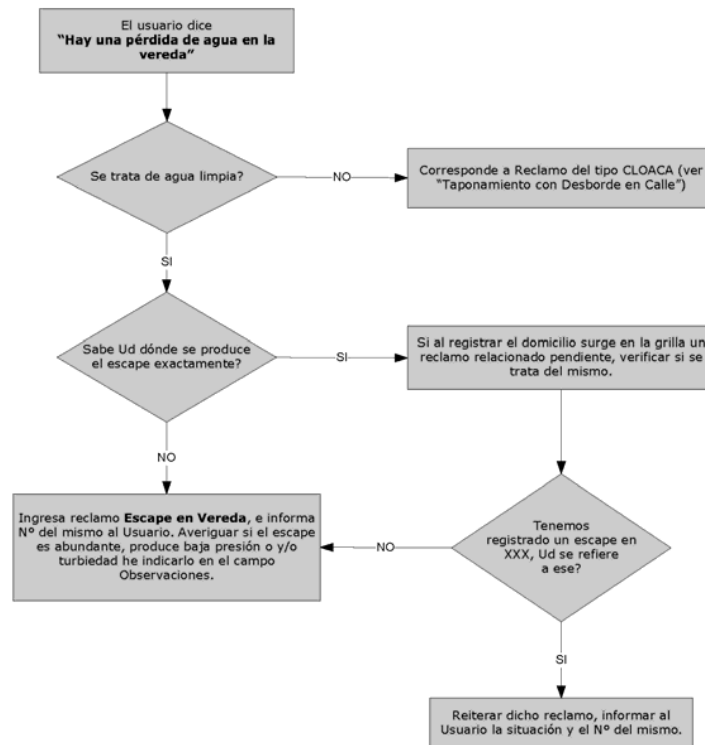 El usuario dice
“Hay una pérdida de agua en la
vereda”
Se trata de agua limpia?
NO
Corresponde a Reclamo del tipo CLOACA (ver
“Taponamiento con Desborde en Calle”)
SI
Sabe Ud dónde se produce
el escape exactamente?
SI
Si al registrar el domicilio surge en la grilla un
reclamo relacionado pendiente, verificar si se
trata del mismo.
NO
Ingresa reclamo Escape en Vereda, e informa
Nº del mismo al Usuario. Averiguar si el escape
es abundante, produce baja presión o y/o
turbiedad he indicarlo en el campo
Observaciones.
NO
Tenemos
registrado un escape en
XXX, Ud se refiere
a ese?
SI
Reiterar dicho reclamo, informar al
Usuario la situación y el Nº del mismo.